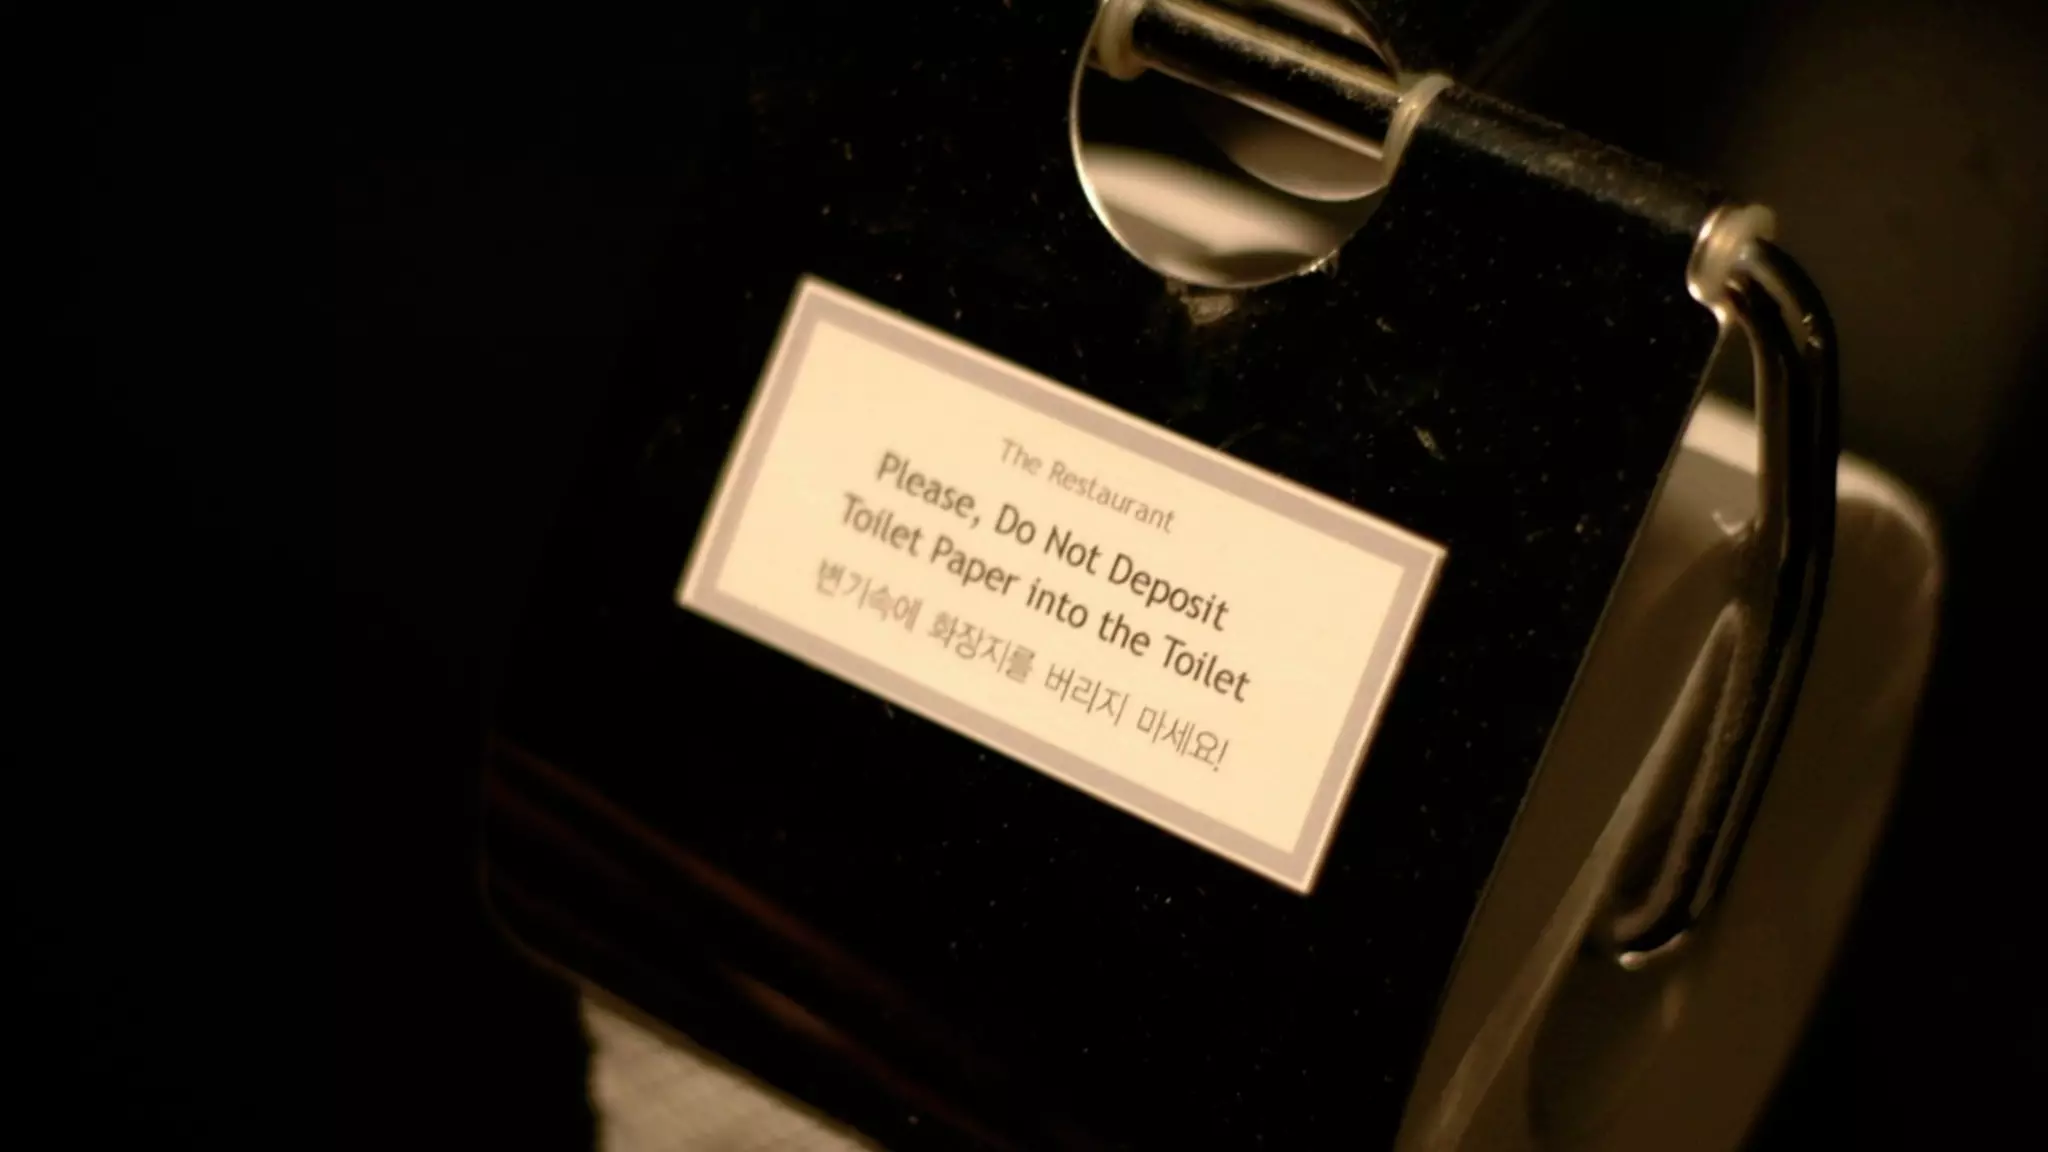 The Restaurant
Please, Do Not Deposit
Toilet Paper into the Toilet
변기속에 화장지를 버리지 마세요!